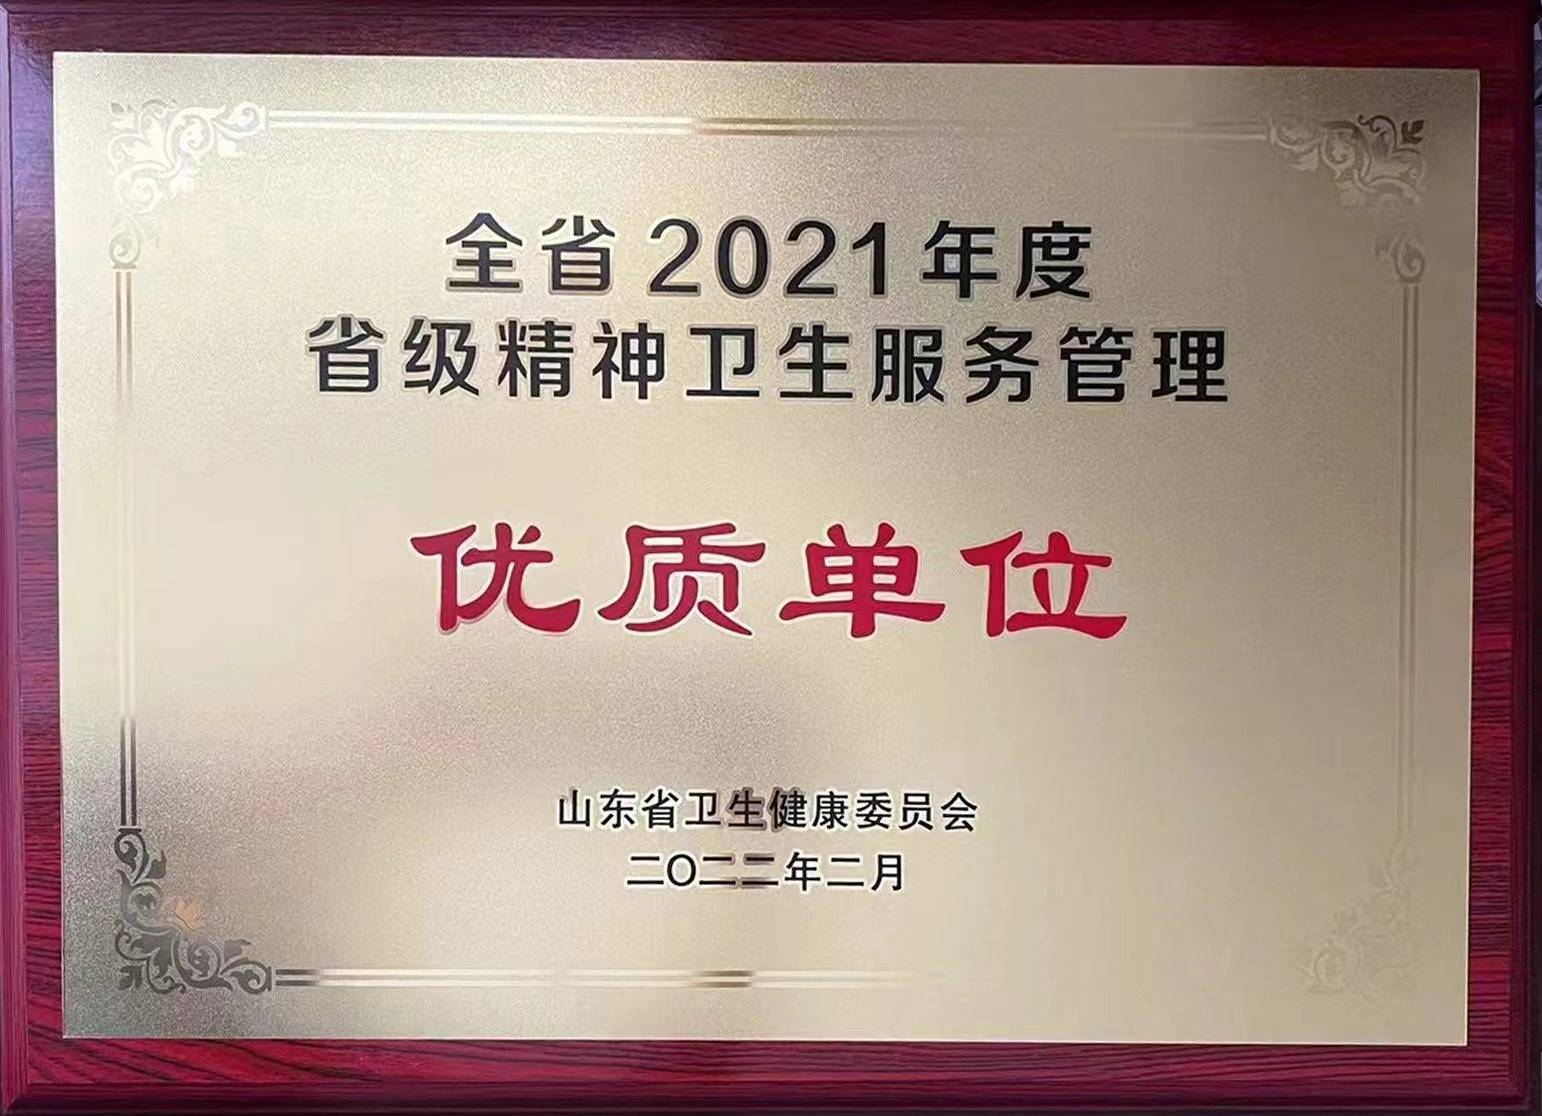 全省2021年度
省级精神卫生服务管理
优质单位
山东省卫生健康委员会
二〇二二年二月